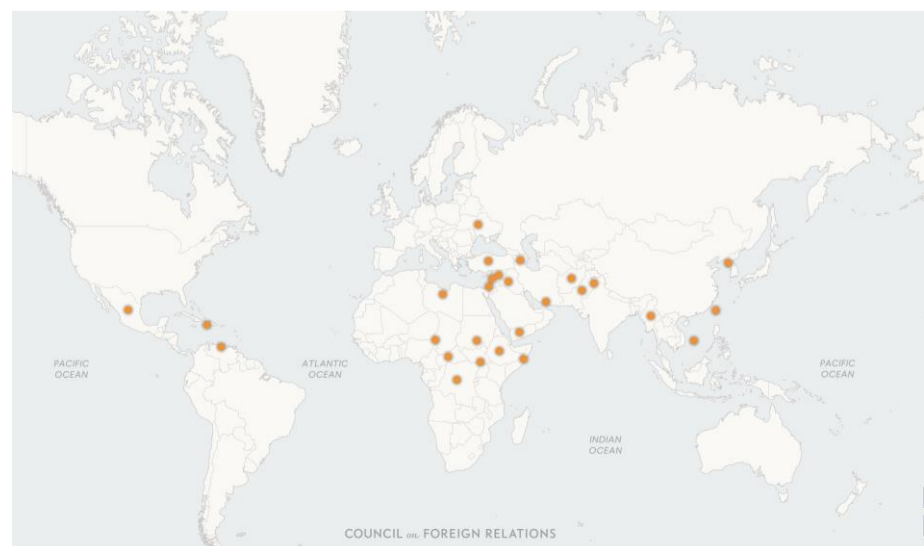 PACIFIC
OCEAN
ATLANTIC
OCEAN
PACIFIC
OCEAN
INDIAN
OCEAN
COUNCIL on FOREIGN RELATIONS